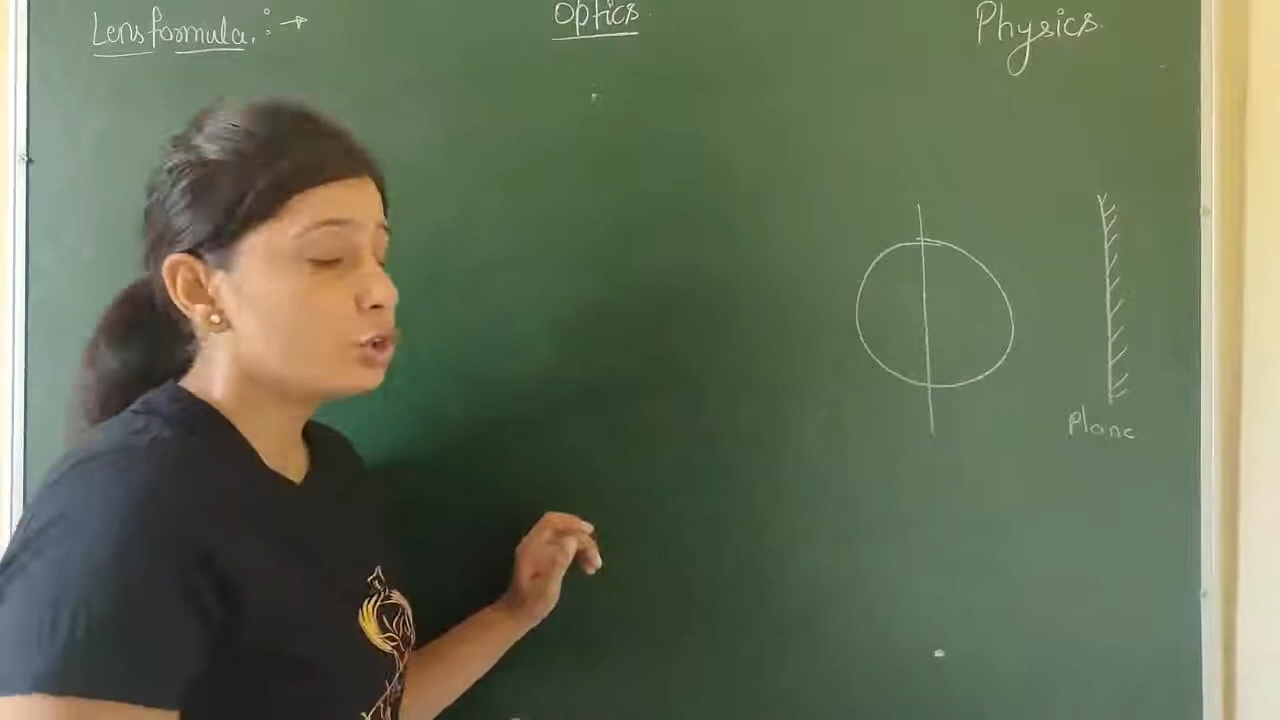 Lens formula :→
Optics
Physics
Plane